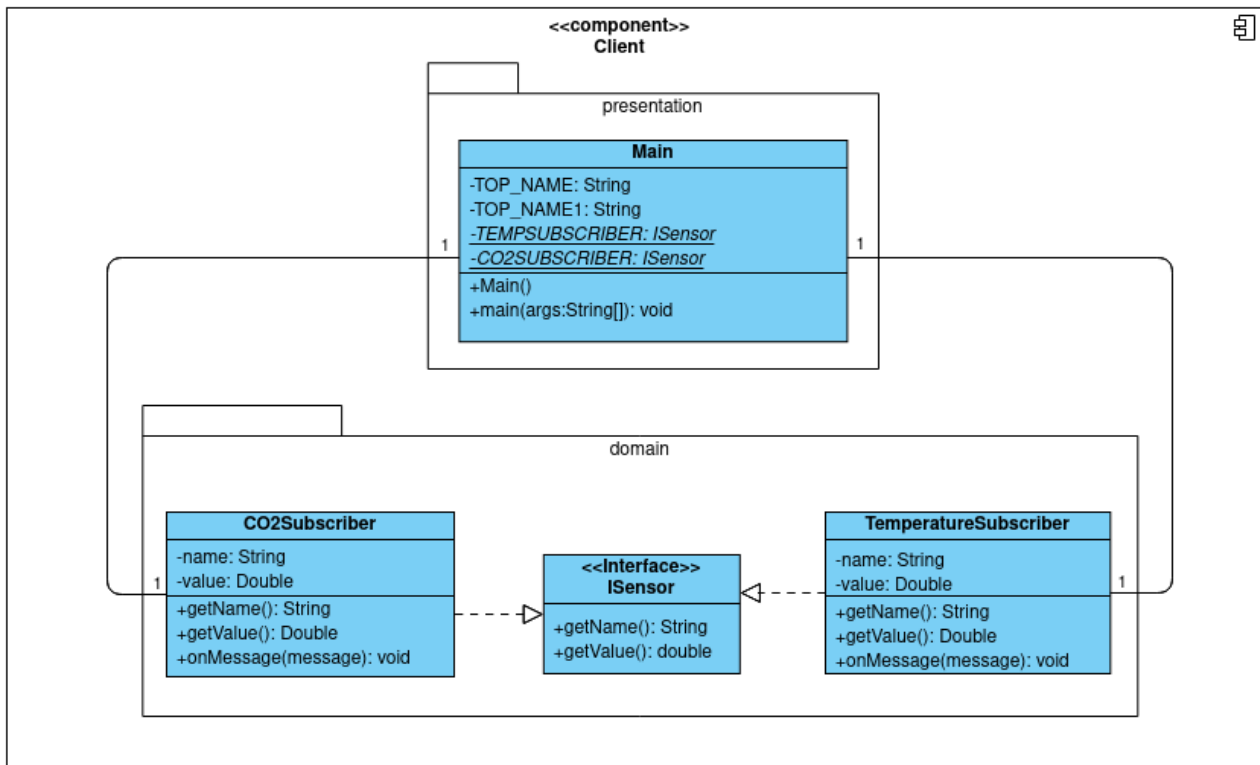 <<component>>
Client
presentation
Main
-TOP_NAME: String
-TOP_NAME1: String
-TEMPSUBSCRIBER: ISensor
-CO2SUBSCRIBER: ISensor
+Main()
+main(args:String[]): void
1
1
domain
CO2Subscriber
-name: String
-value: Double
+getName(): String
+getValue(): Double
+onMessage(message): void
1
<<Interface>>
ISensor
+getName(): String
+getValue(): double
TemperatureSubscriber
-name: String
-value: Double
+getName(): String
+getValue(): Double
+onMessage(message): void
1